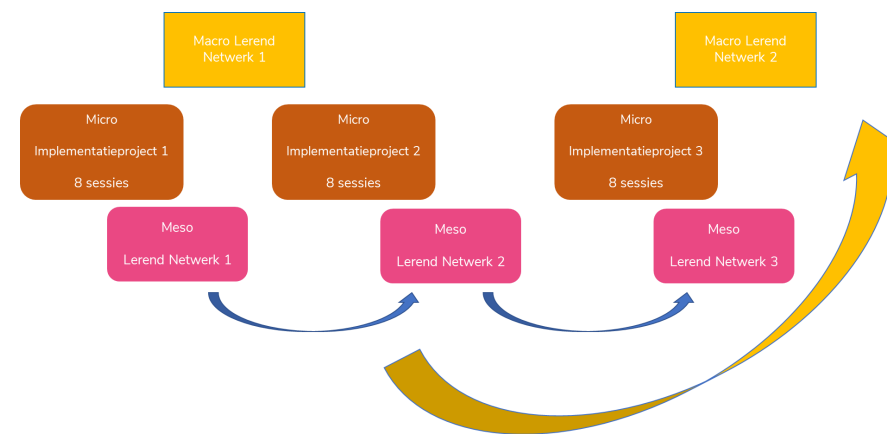 Macro Lerend
Netwerk 1
Macro Lerend
Netwerk 2
Micro
Implementatieproject 1
8 sessies
Micro
Implementatieproject 2
8 sessies
Micro
Implementatieproject 3
8 sessies
Meso
Lerend Netwerk 1
Meso
Lerend Netwerk 2
Meso
Lerend Netwerk 3